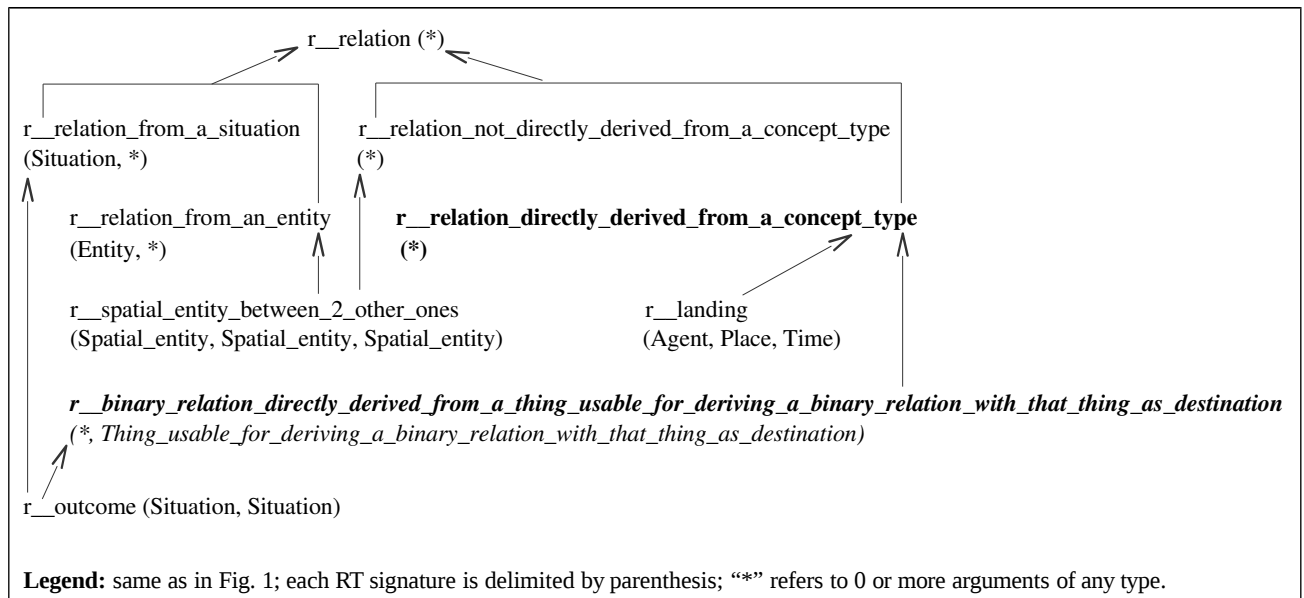 r__relation (*)
r__relation_from_a_situation
(Situation, *)
r__relation_not_directly_derived_from_a_concept_type
(*)
r__relation_from_an_entity
(Entity, *)
r__relation_directly_derived_from_a_concept_type
(*)
r__spatial_entity_between_2_other_ones
(Spatial_entity, Spatial_entity, Spatial_entity)
r__landing
(Agent, Place, Time)
r__binary_relation_directly_derived_from_a_thing_usable_for_deriving_a_binary_relation_with_that_thing_as_destination
(*, Thing_usable_for_deriving_a_binary_relation_with_that_thing_as_destination)
r__outcome (Situation, Situation)
Legend: same as in Fig. 1; each RT signature is delimited by parenthesis; “*” refers to 0 or more arguments of any type.